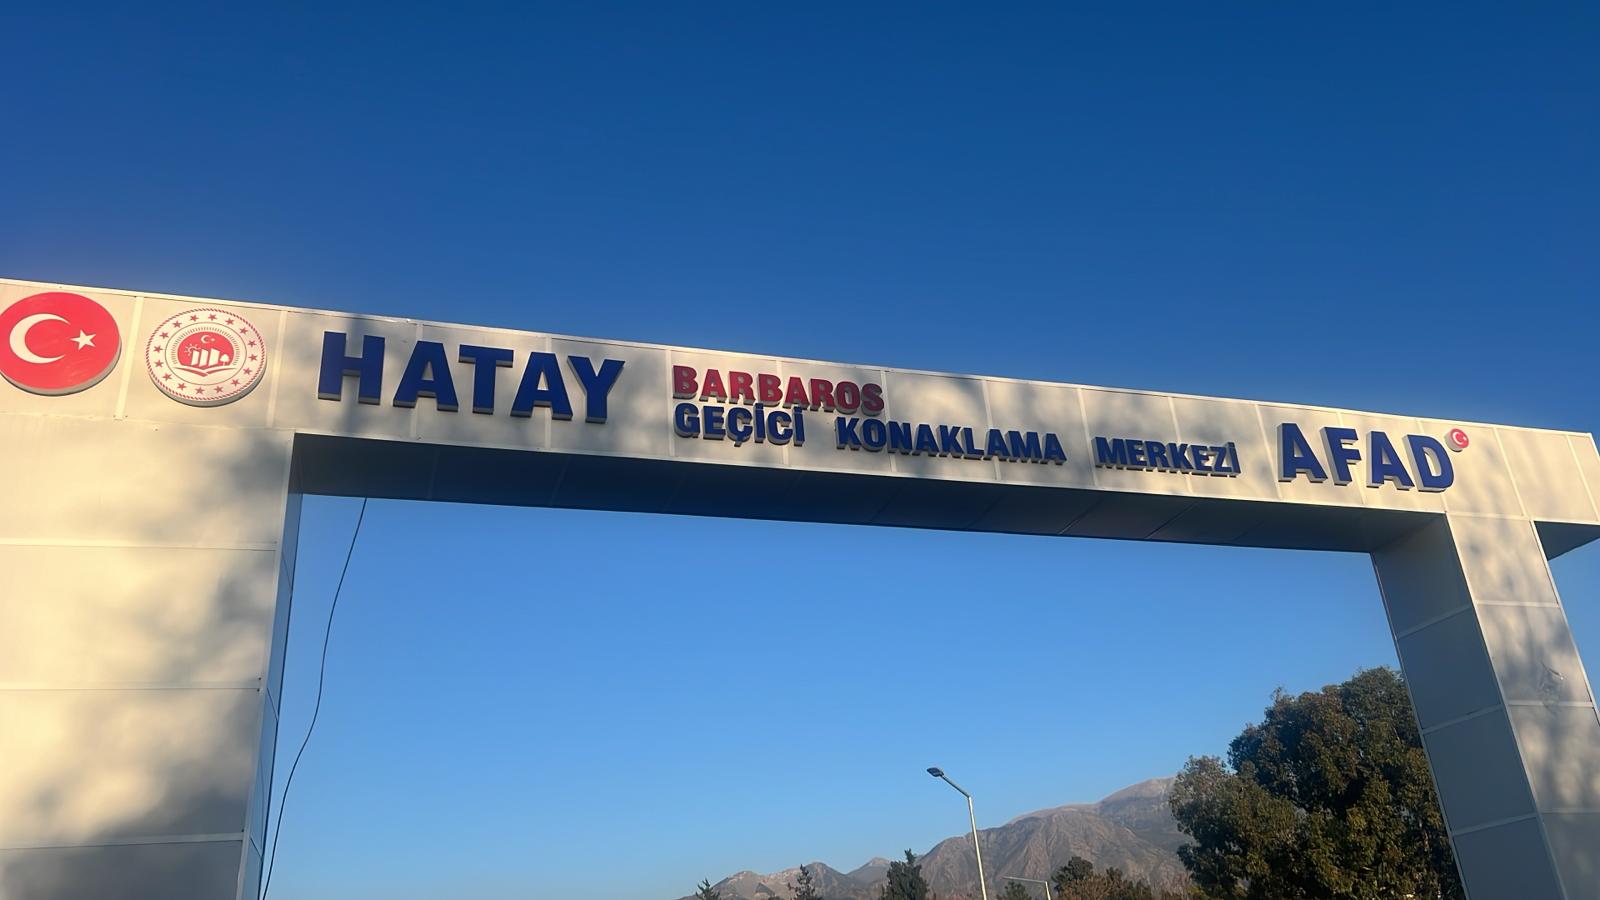 HATAY
BARBAROS
GEÇİCİ KONAKLAMA MERKEZİ
AFAD